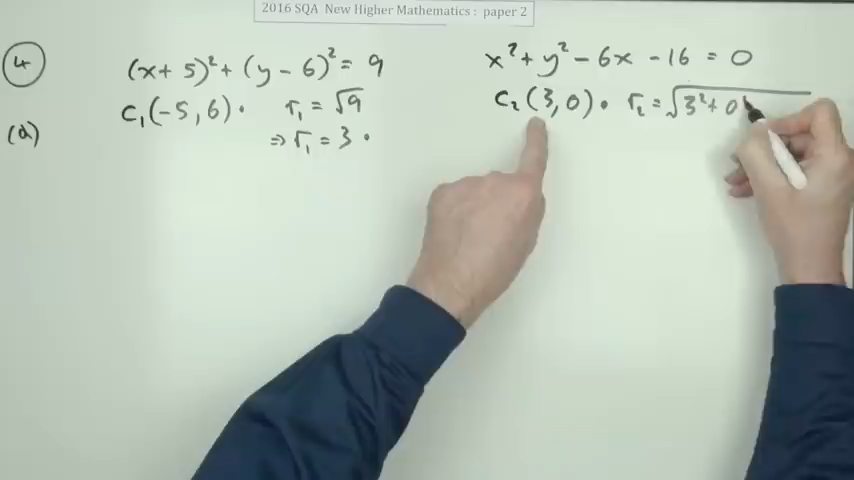 2016 SQA New Higher Mathematics : paper 2
4
(x + 5)² + (y − 6)² = 9
x² + y² − 6x − 16 = 0
(a)
C₁(−5, 6) • r₁ = √9
C₂(3, 0) • r₂ = √3² + 0
⇒ r₁ = 3 •